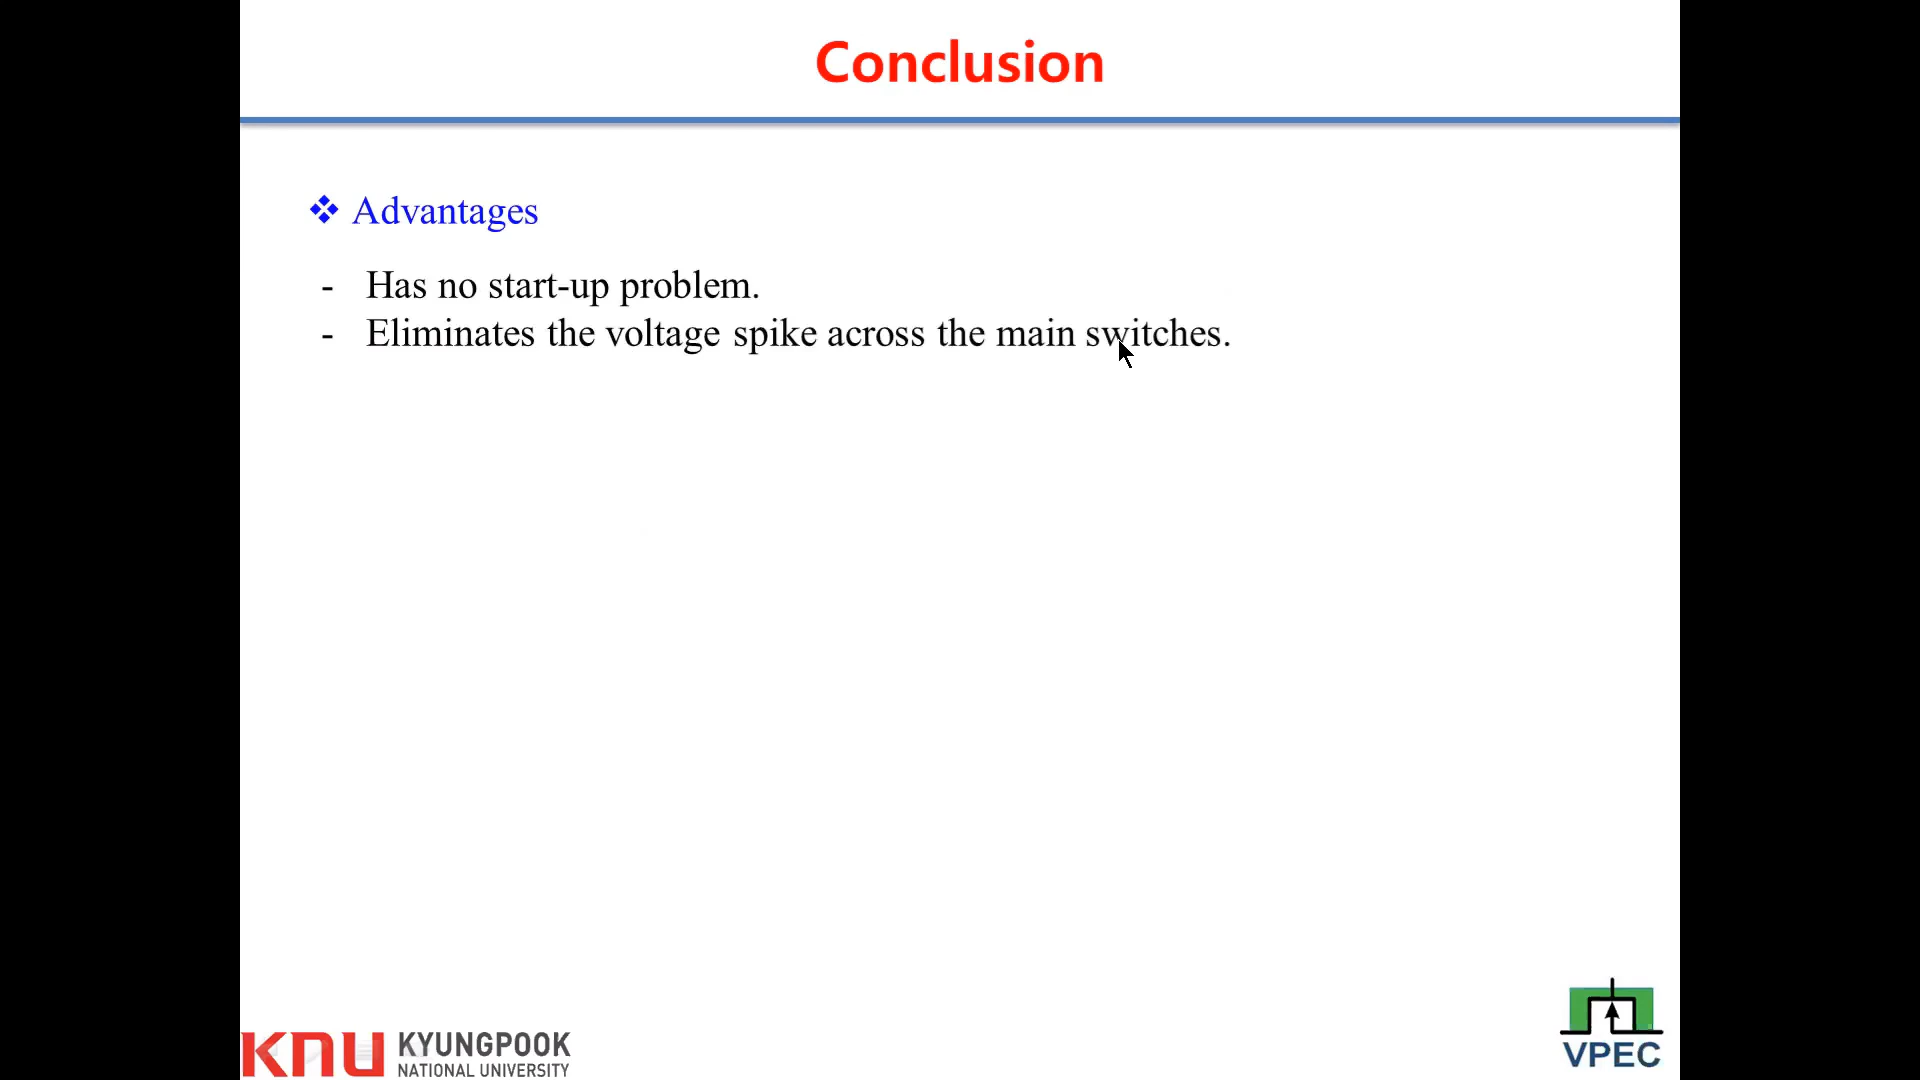 Conclusion
❖ Advantages
- Has no start-up problem.
- Eliminates the voltage spike across the main switches.
KNU KYUNGPOOK
NATIONAL UNIVERSITY
VPEC